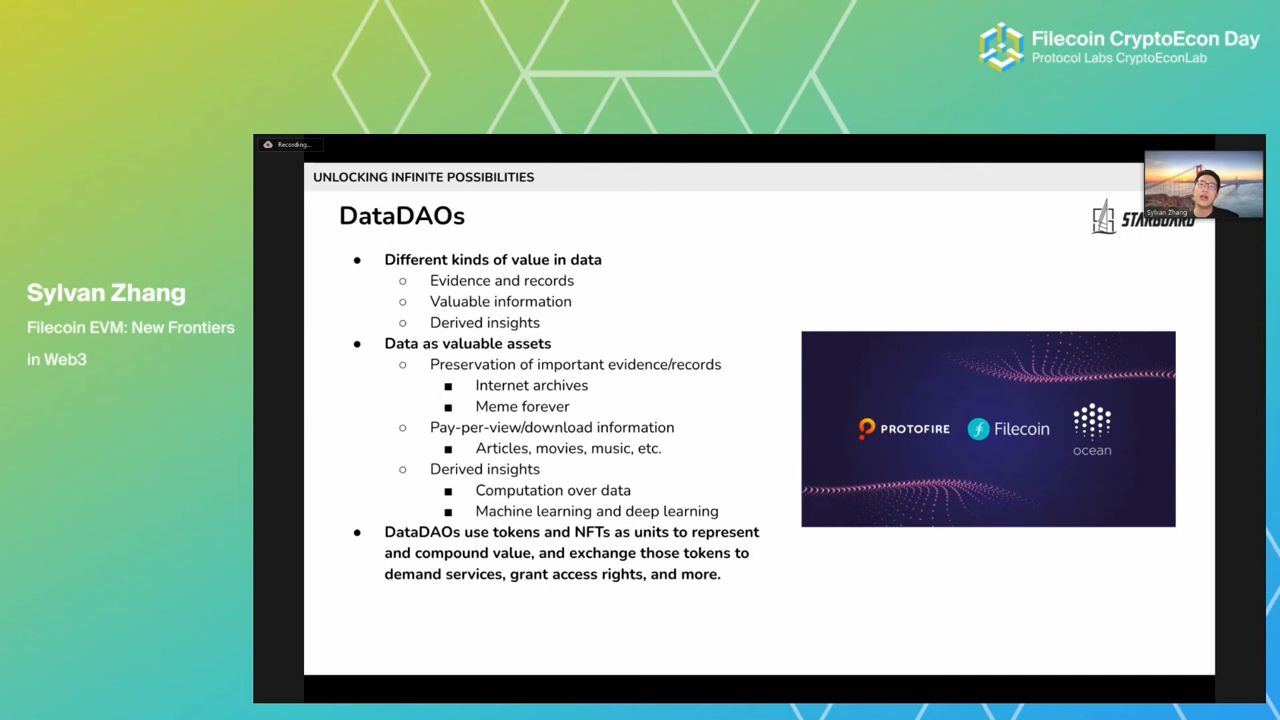 Filecoin CryptoEcon Day
Protocol Labs CryptoEconLab
Recording...
UNLOCKING INFINITE POSSIBILITIES
Sylvan Zhang
STARBOARD
DataDAOs
● Different kinds of value in data
○ Evidence and records
○ Valuable information
○ Derived insights
● Data as valuable assets
○ Preservation of important evidence/records
■ Internet archives
■ Meme forever
○ Pay-per-view/download information
■ Articles, movies, music, etc.
○ Derived insights
■ Computation over data
■ Machine learning and deep learning
● DataDAOs use tokens and NFTs as units to represent
and compound value, and exchange those tokens to
demand services, grant access rights, and more.
PROTOFIRE
Filecoin
ocean
Sylvan Zhang
Filecoin EVM: New Frontiers
in Web3